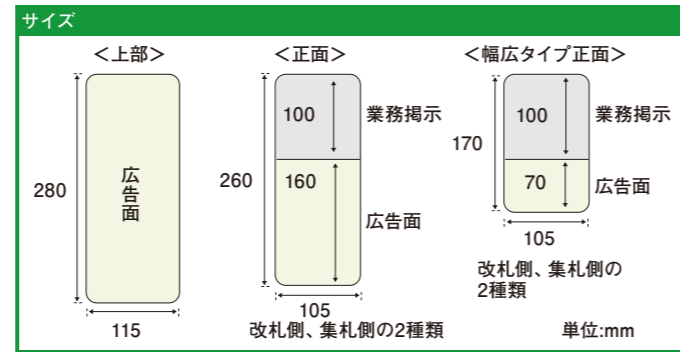 サイズ
＜上部＞
広告面
280
115
＜正面＞
100
業務掲示
260
160
広告面
105
改札側、集札側の2種類
＜幅広タイプ正面＞
100
業務掲示
170
70
広告面
105
改札側、集札側の
2種類
単位:mm